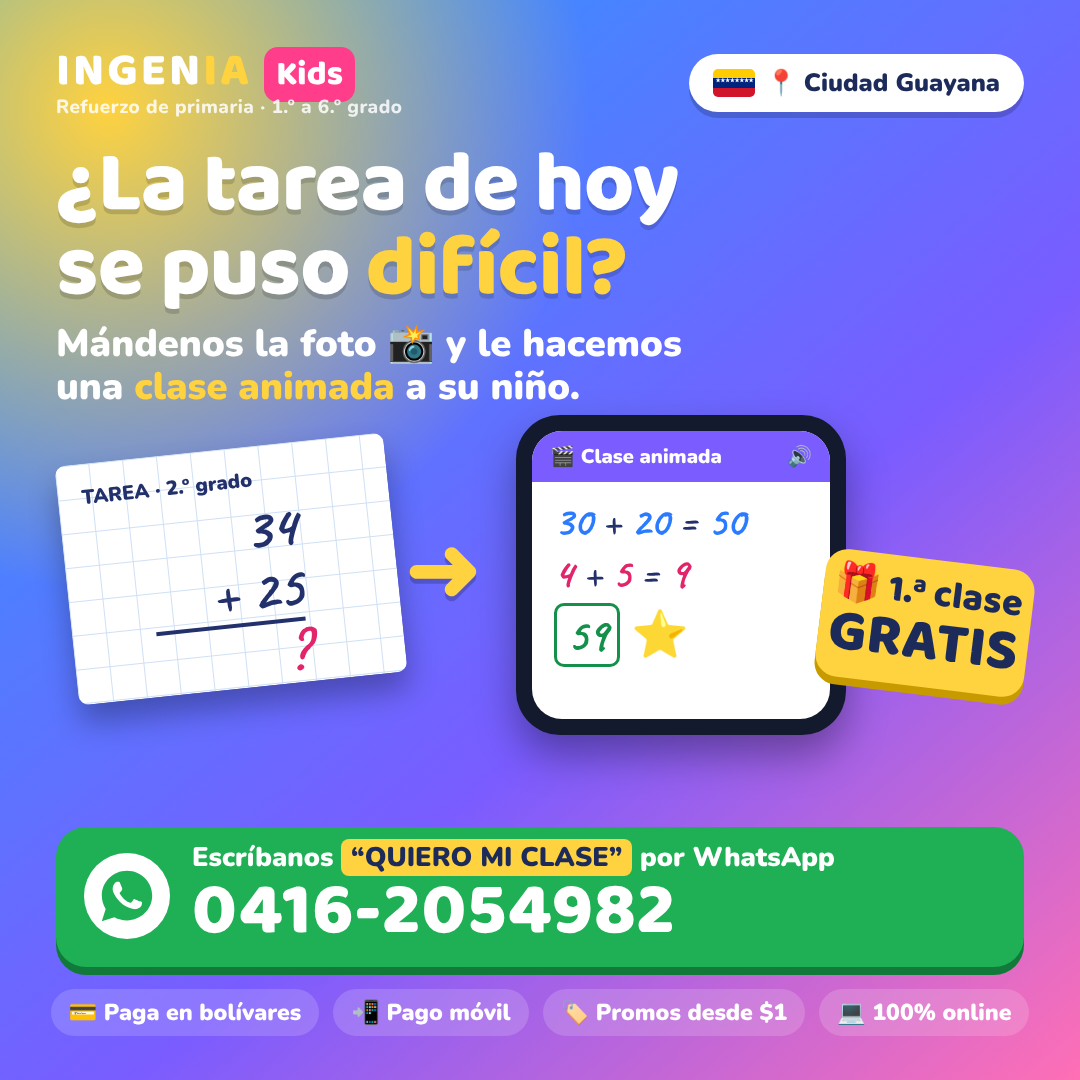 INGENIA Kids
Refuerzo de primaria · 1.º a 6.º grado
Ciudad Guayana
¿La tarea de hoy
se puso difícil?
Mándenos la foto y le hacemos
una clase animada a su niño.
TAREA · 2.º grado
34
+ 25
?
Clase animada
30 + 20 = 50
4 + 5 = 9
59
1.ª clase
GRATIS
Escríbanos “QUIERO MI CLASE” por WhatsApp
0416-2054982
Paga en bolívares
Pago móvil
Promos desde $1
100% online